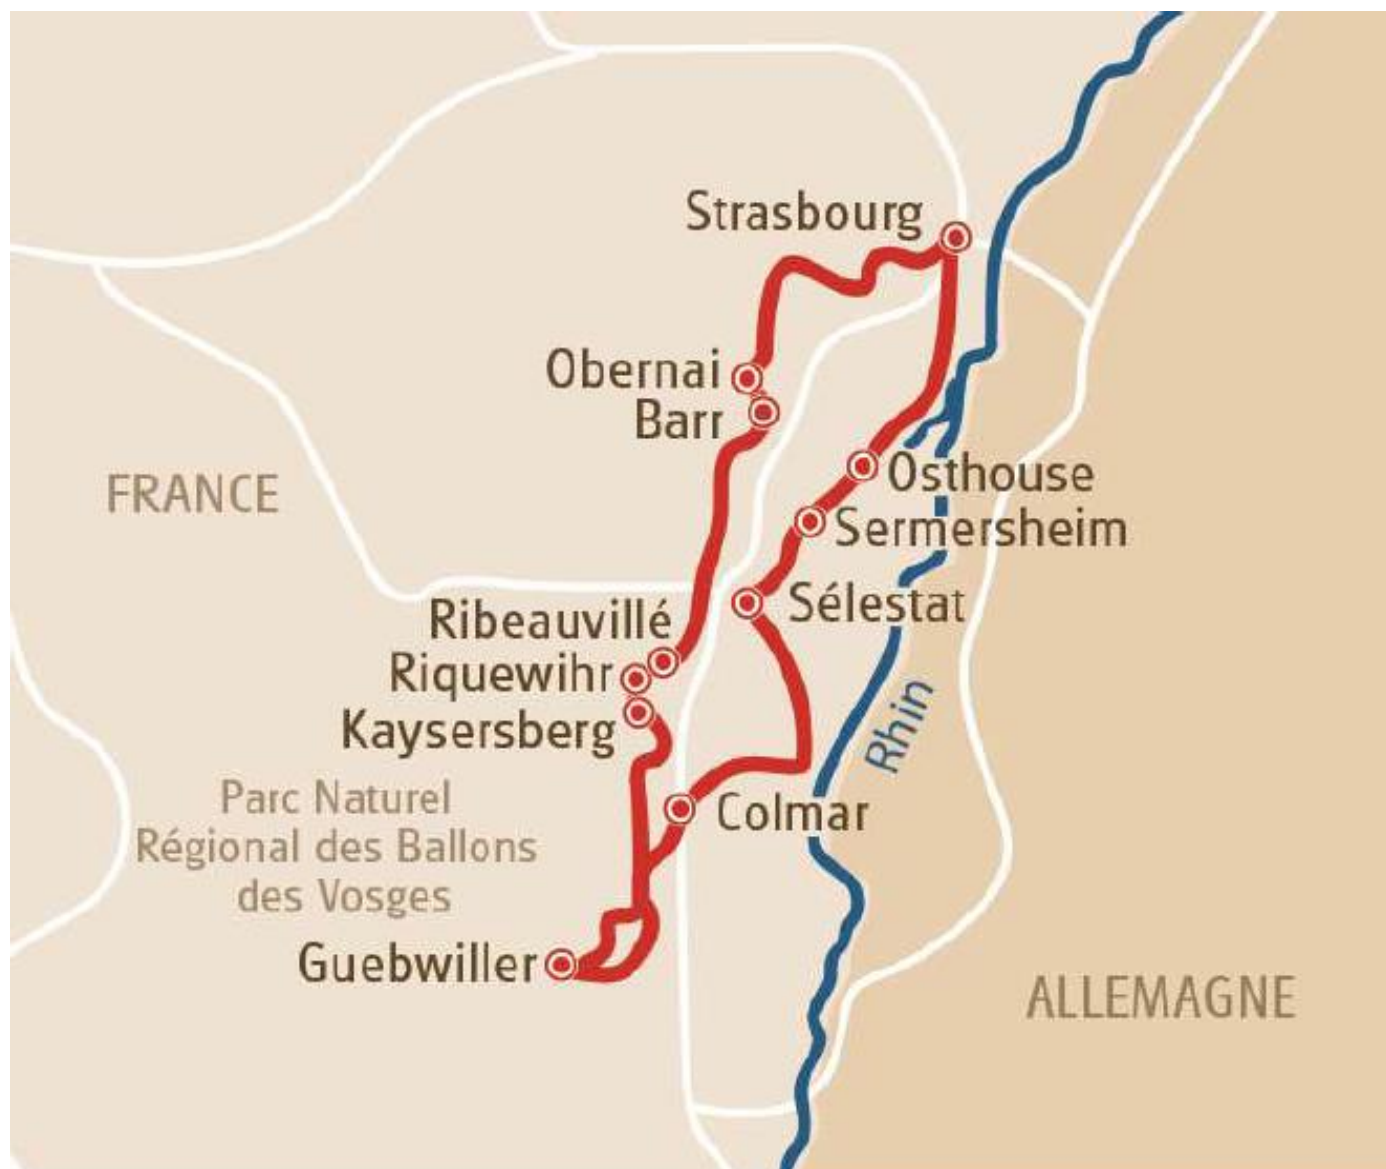 Strasbourg
Obernai
Barr
Osthouse
FRANCE
Sermersheim
Sélestat
Ribeauvillé
Riquewihr
Kaysersberg
Rhin
Parc Naturel
Régional des Ballons
des Vosges
Colmar
Guebwiller
ALLEMAGNE